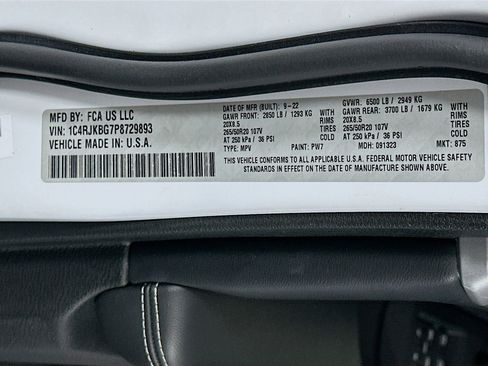 MFD BY: FCA US LLC
VIN: 1C4RJKBG7P8729893
VEHICLE MADE IN: U.S.A.
DATE OF MFR (BUILT): 9-22 GVWR: 6500 LB / 2949 KG
GAWR FRONT: 2850 LB / 1293 KG WITH GAWR REAR: 3700 LB / 1679 KG WITH
20X8.5 RIMS 20X8.5 RIMS
265/50R20 107V TIRES 265/50R20 107V TIRES
AT 250 kPa / 36 PSI AT 250 kPa / 36 PSI
TYPE: MPV PAINT: PW7 MDH: 091323 MKT: 875
THIS VEHICLE CONFORMS TO ALL APPLICABLE U.S.A. FEDERAL MOTOR VEHICLE SAFETY
STANDARDS IN EFFECT ON THE DATE OF MANUFACTURE SHOWN ABOVE